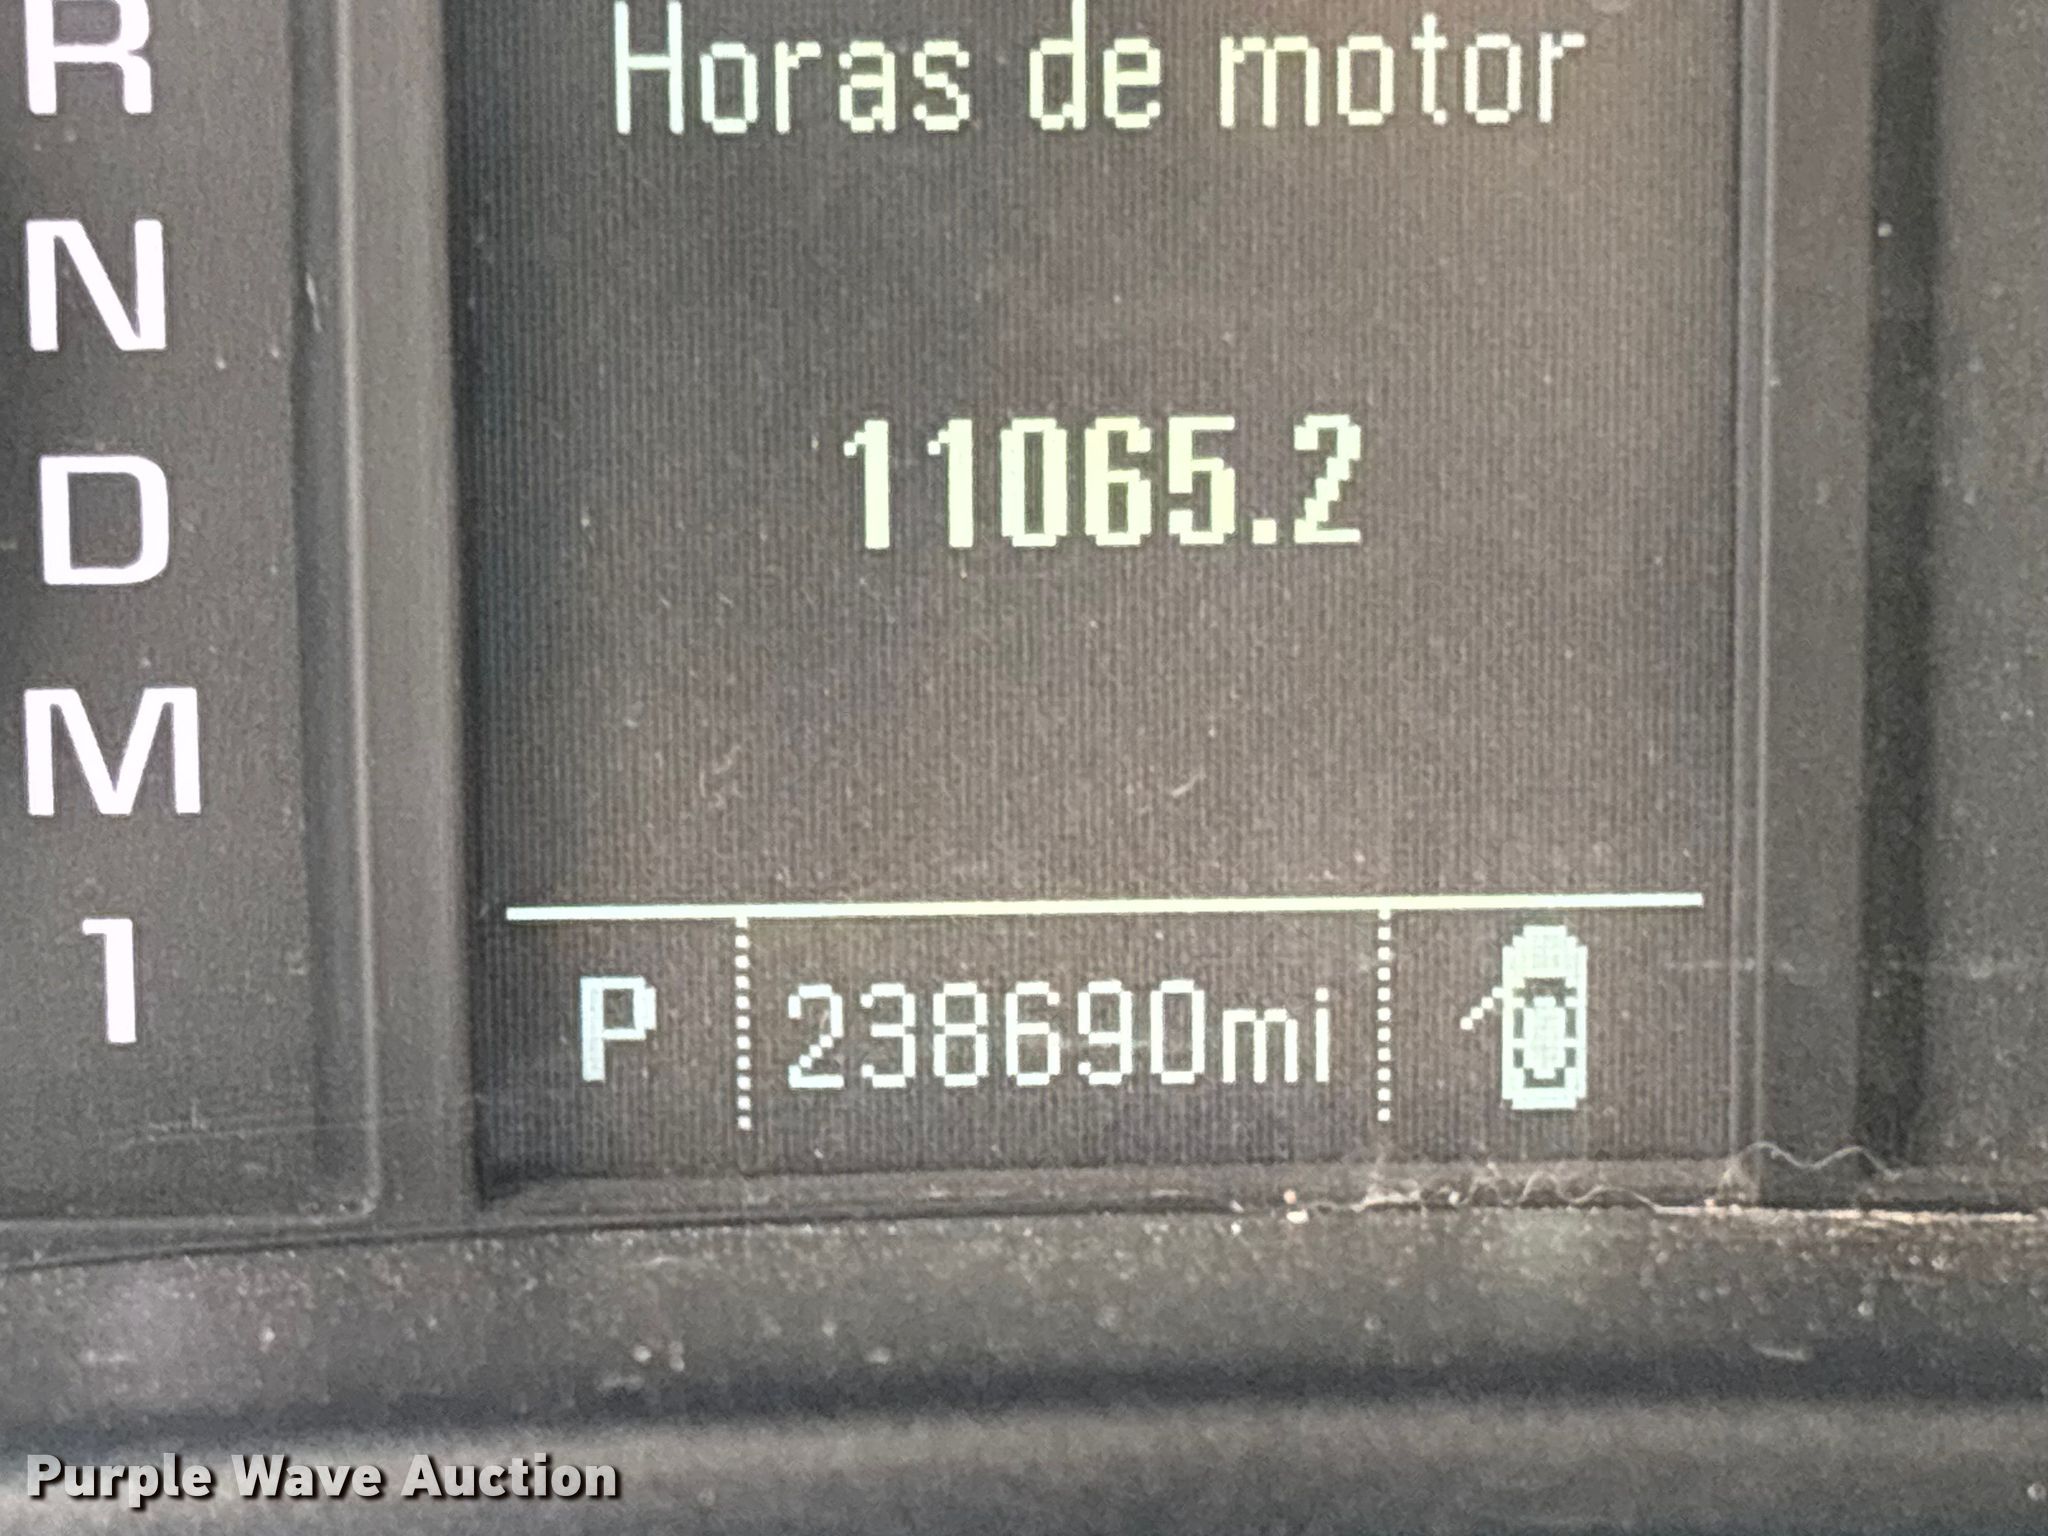 R
N
D
M
1
Horas de motor
11065.2
P 238690mi
Purple Wave Auction